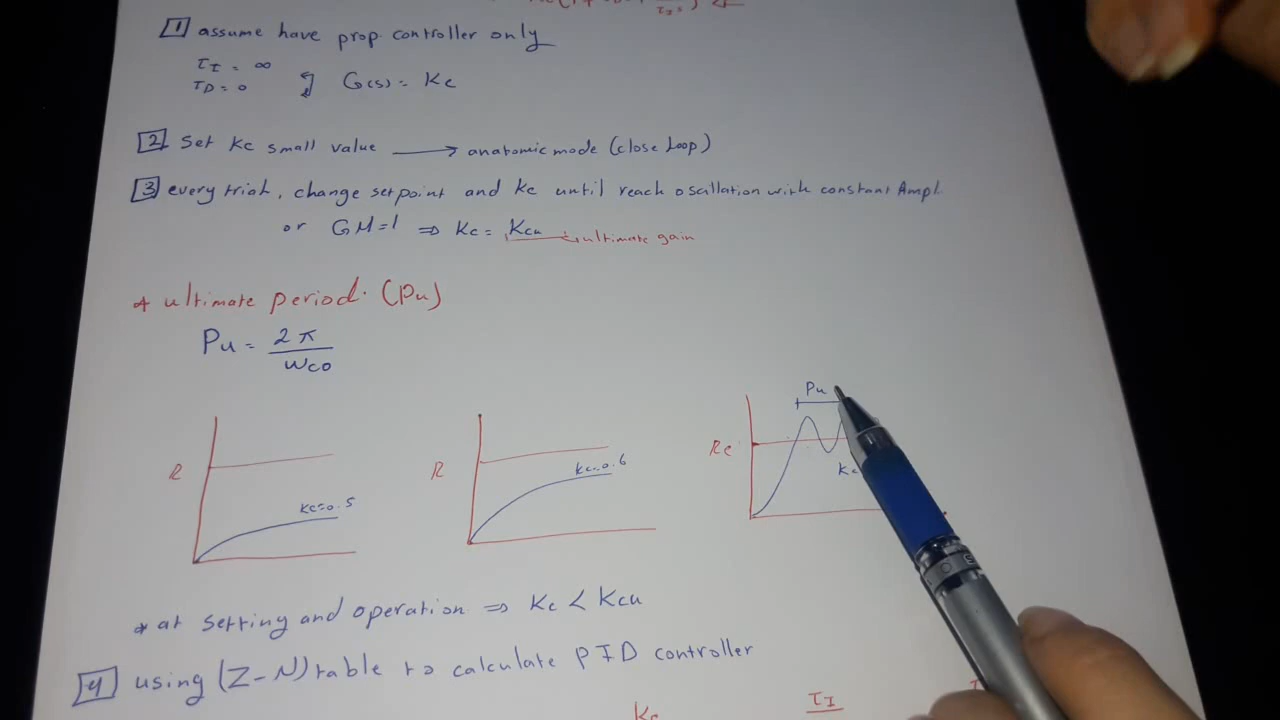 1 assume have prop. controller only
τI = ∞
τD = 0 } G(s) = Kc
2 Set Kc small value → anatomic mode (close Loop)
3 every trial, change setpoint and Kc until reach oscillation with constant Ampl.
or GM=1 ⇒ Kc = Kcu ultimate gain
* ultimate period. (Pu)
Pu = 2π / ωco
R Kc=0.5
R Kc=0.6
Pu
Rc
Kc
* at setting and operation ⇒ Kc < Kcu
4 using (Z-N) table to calculate PID controller
Kc τI